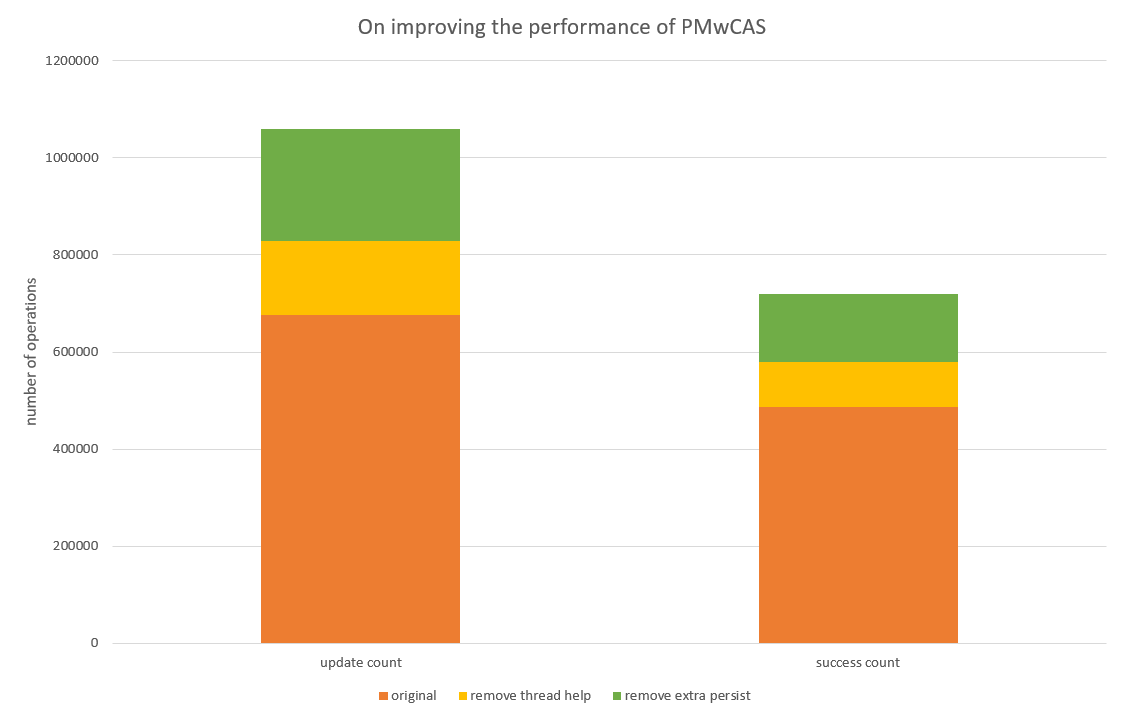 On improving the performance of PMwCAS
1200000
1000000
800000
600000
400000
200000
0
number of operations
update count
success count
original
remove thread help
remove extra persist